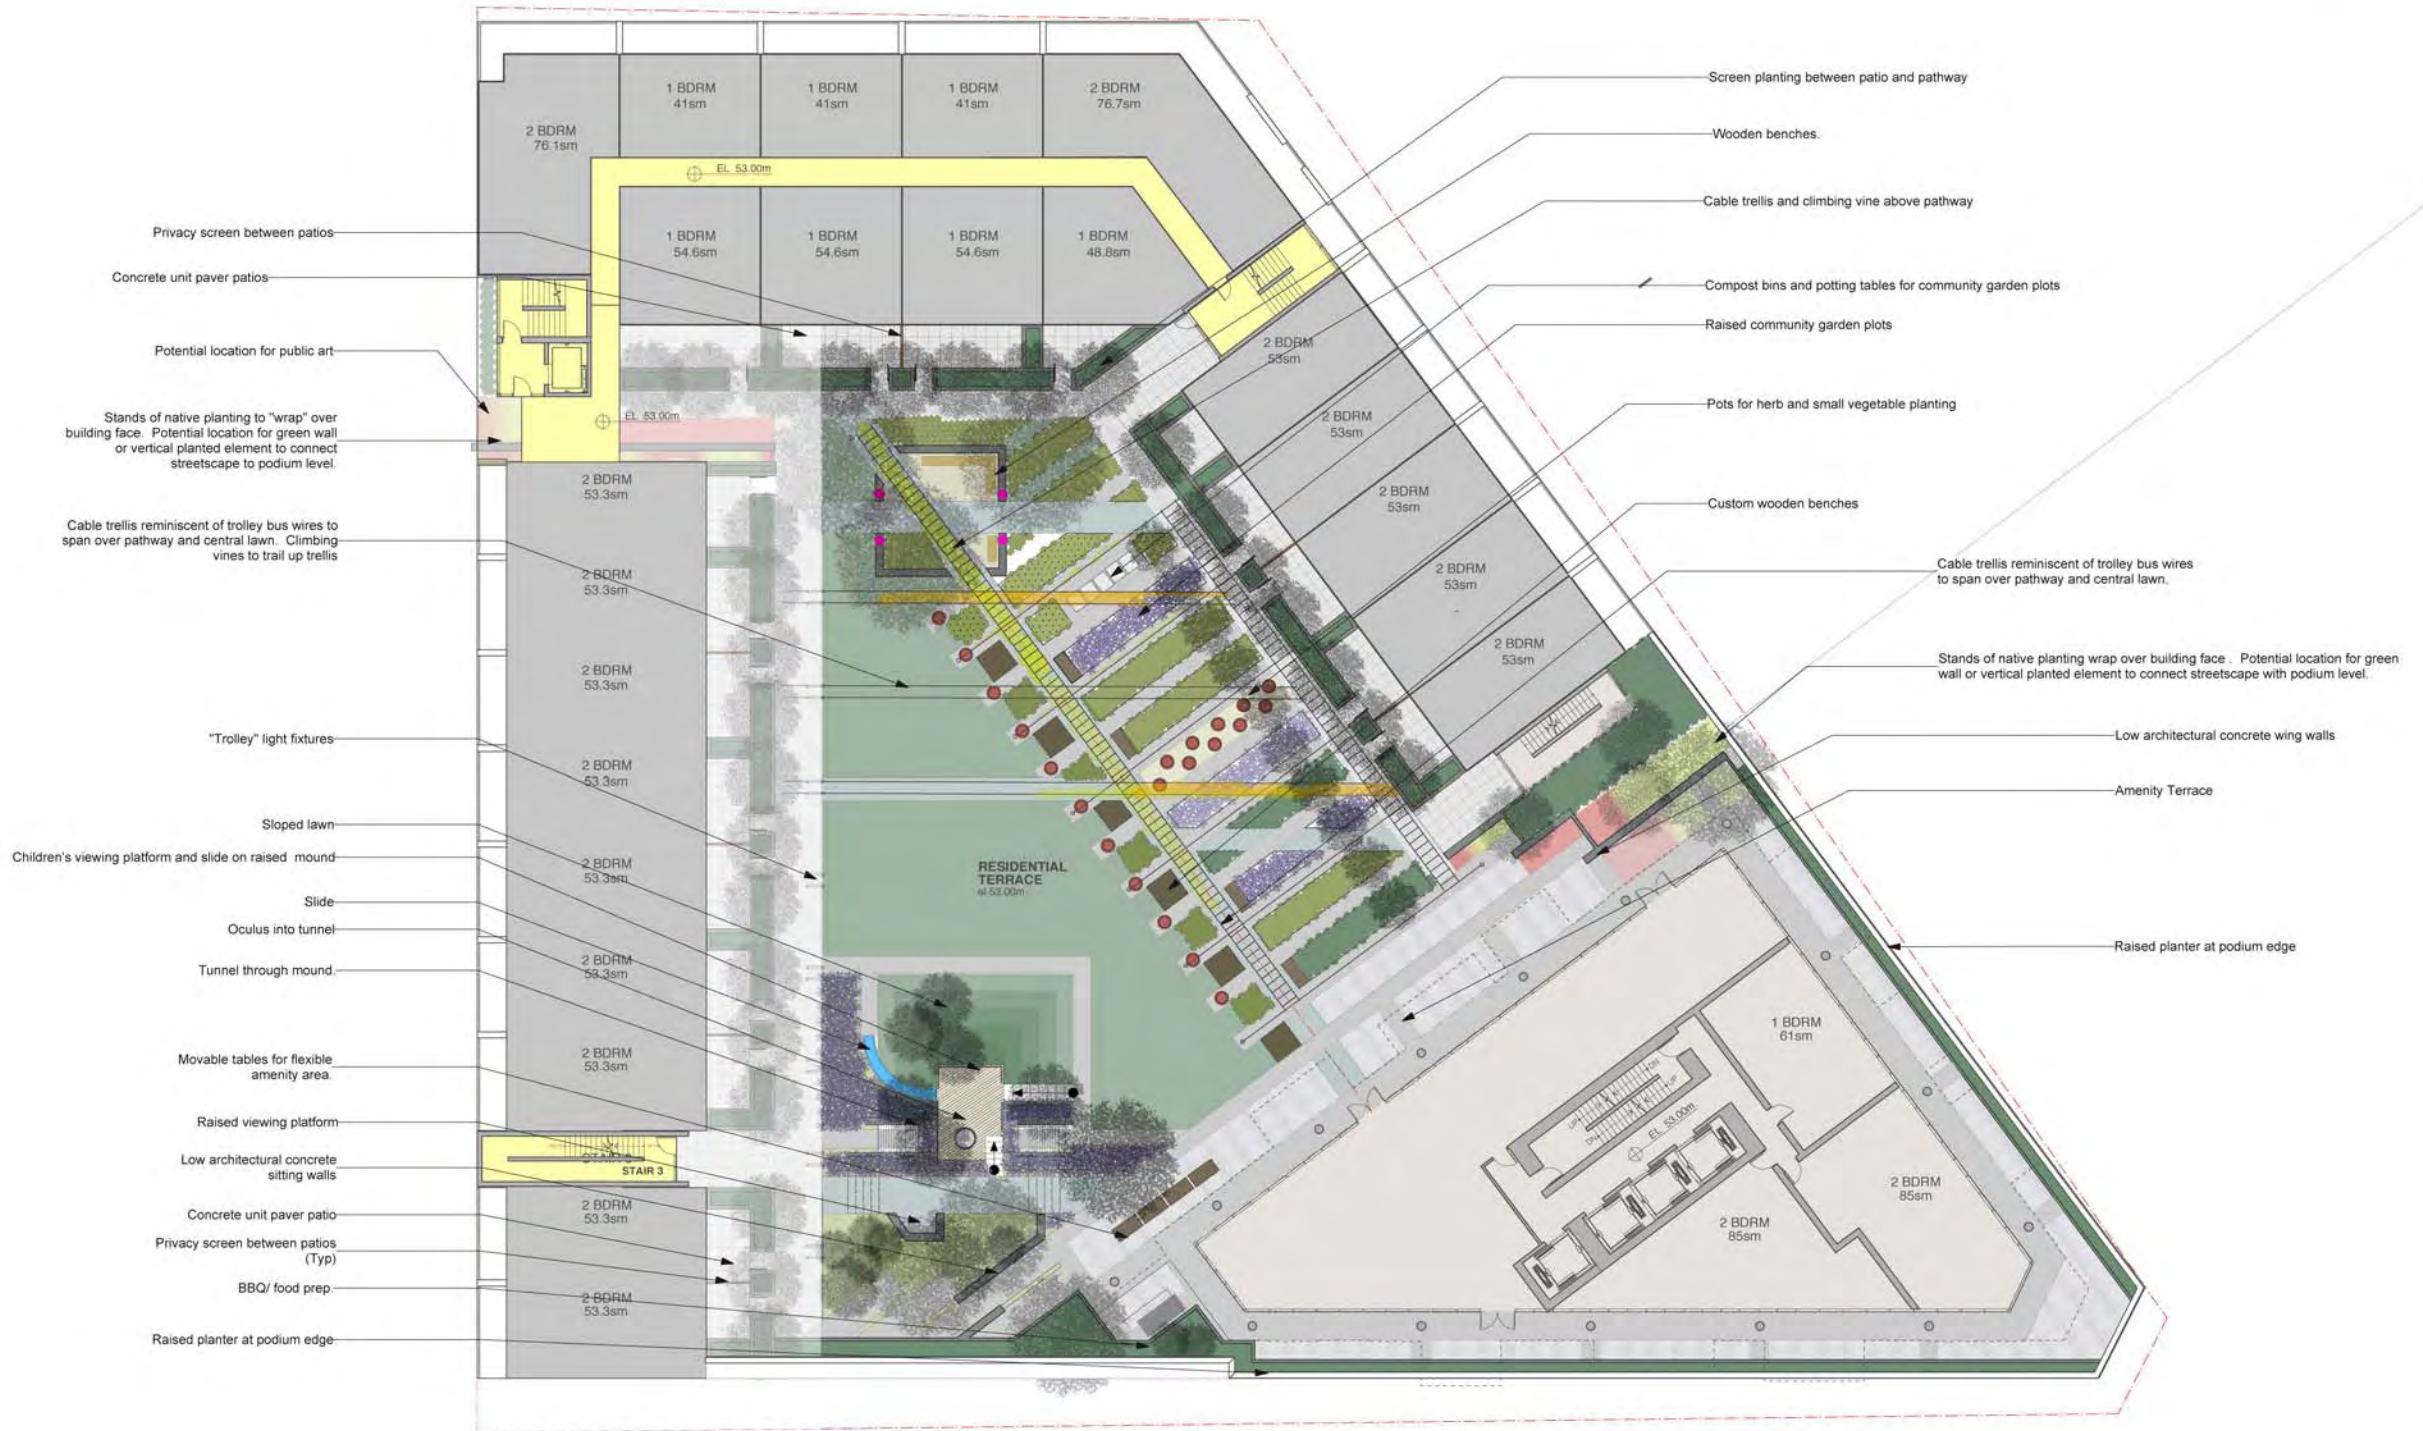 1 BDRM
41sm
1 BDRM
41sm
1 BDRM
41sm
2 BDRM
76.7sm
2 BDRM
76.1sm
EL 53.00m
1 BDRM
54.6sm
1 BDRM
54.6sm
1 BDRM
54.6sm
1 BDRM
48.8sm
EL 53.00m
Privacy screen between patios
Concrete unit paver patios
Potential location for public art
Stands of native planting to "wrap" over
building face. Potential location for green wall
or vertical planted element to connect
streetscape to podium level.
Cable trellis reminiscent of trolley bus wires to
span over pathway and central lawn. Climbing
vines to trail up trellis
"Trolley" light fixtures
Sloped lawn
Children's viewing platform and slide on raised mound
Slide
Oculus into tunnel
Tunnel through mound.
Movable tables for flexible
amenity area.
Raised viewing platform
Low architectural concrete
sitting walls
Concrete unit paver patio
Privacy screen between patios
(Typ)
BBQ/ food prep.
Raised planter at podium edge
2 BDRM
53.3sm
2 BDRM
53.3sm
2 BDRM
53.3sm
2 BDRM
53.3sm
2 BDRM
53.3sm
2 BDRM
53.3sm
2 BDRM
53.3sm
STAIR 3
2 BDRM
53.3sm
2 BDRM
53.3sm
RESIDENTIAL
TERRACE
el 53.00m
2 BDRM
53sm
2 BDRM
53sm
2 BDRM
53sm
2 BDRM
53sm
2 BDRM
53sm
Screen planting between patio and pathway
Wooden benches.
Cable trellis and climbing vine above pathway
Compost bins and potting tables for community garden plots
Raised community garden plots
Pots for herb and small vegetable planting
Custom wooden benches
Cable trellis reminiscent of trolley bus wires
to span over pathway and central lawn.
Stands of native planting wrap over building face . Potential location for green
wall or vertical planted element to connect streetscape with podium level.
Low architectural concrete wing walls
Amenity Terrace
Raised planter at podium edge
1 BDRM
61sm
DN
UP
UP
DN
EL 53.00m
2 BDRM
85sm
2 BDRM
85sm